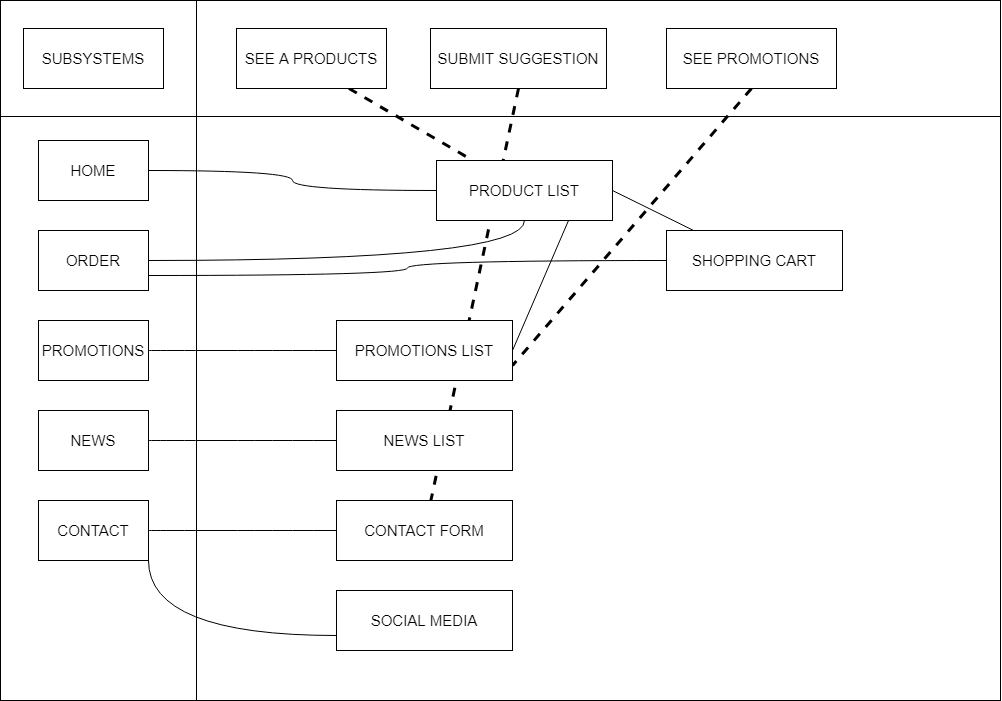 SUBSYSTEMS
SEE A PRODUCTS
SUBMIT SUGGESTION
SEE PROMOTIONS
HOME
PRODUCT LIST
ORDER
SHOPPING CART
PROMOTIONS
PROMOTIONS LIST
NEWS
NEWS LIST
CONTACT
CONTACT FORM
SOCIAL MEDIA